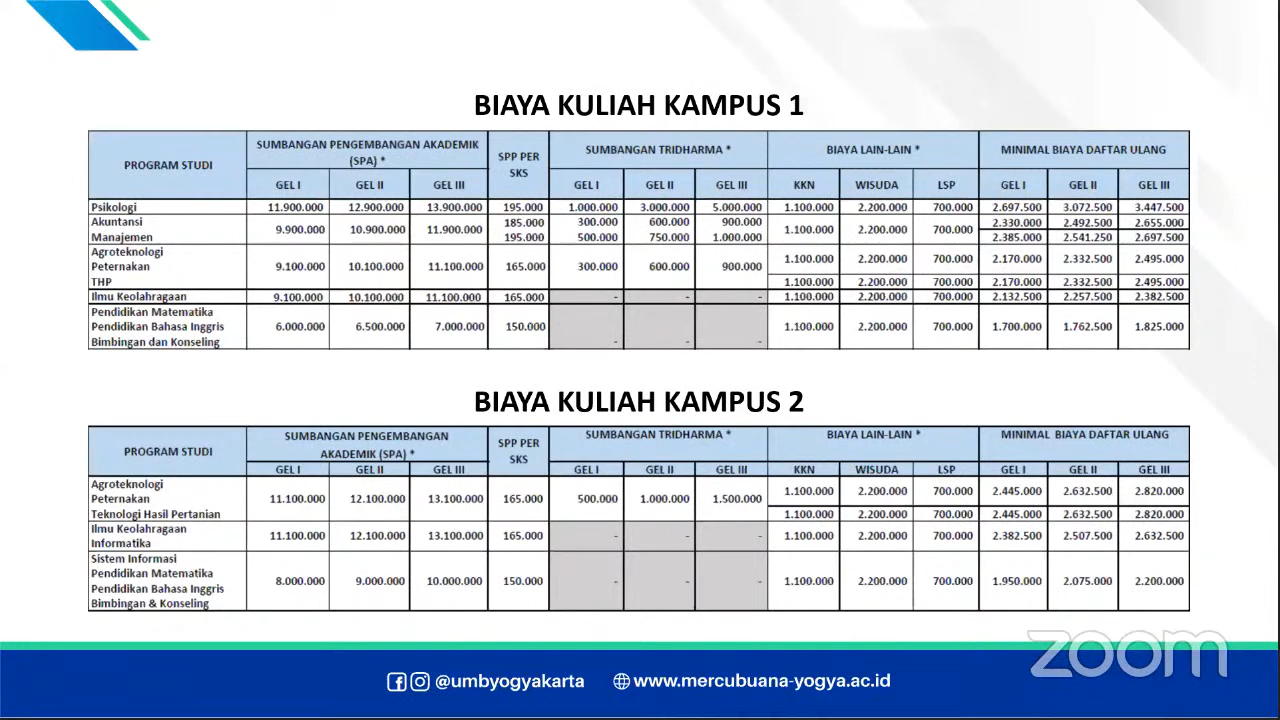 BIAYA KULIAH KAMPUS 1
PROGRAM STUDI SUMBANGAN PENGEMBANGAN AKADEMIK (SPA) * SPP PER SKS SUMBANGAN TRIDHARMA * BIAYA LAIN-LAIN * MINIMAL BIAYA DAFTAR ULANG
GEL I GEL II GEL III GEL I GEL II GEL III KKN WISUDA LSP GEL I GEL II GEL III
Psikologi 11.900.000 12.900.000 13.900.000 195.000 1.000.000 3.000.000 5.000.000 1.100.000 2.200.000 700.000 2.697.500 3.072.500 3.447.500
Akuntansi 9.900.000 10.900.000 11.900.000 185.000 300.000 600.000 900.000 1.100.000 2.200.000 700.000 2.330.000 2.492.500 2.655.000
Manajemen 195.000 500.000 750.000 1.000.000 2.385.000 2.541.250 2.697.500
Agroteknologi
Peternakan 9.100.000 10.100.000 11.100.000 165.000 300.000 600.000 900.000 1.100.000 2.200.000 700.000 2.170.000 2.332.500 2.495.000
THP 1.100.000 2.200.000 700.000 2.170.000 2.332.500 2.495.000
Ilmu Keolahragaan 9.100.000 10.100.000 11.100.000 165.000 - - - 1.100.000 2.200.000 700.000 2.132.500 2.257.500 2.382.500
Pendidikan Matematika
Pendidikan Bahasa Inggris 6.000.000 6.500.000 7.000.000 150.000 1.100.000 2.200.000 700.000 1.700.000 1.762.500 1.825.000
Bimbingan dan Konseling - - -
BIAYA KULIAH KAMPUS 2
PROGRAM STUDI SUMBANGAN PENGEMBANGAN AKADEMIK (SPA) * SPP PER SKS SUMBANGAN TRIDHARMA * BIAYA LAIN-LAIN * MINIMAL BIAYA DAFTAR ULANG
GEL I GEL II GEL III GEL I GEL II GEL III KKN WISUDA LSP GEL I GEL II GEL III
Agroteknologi
Peternakan 11.100.000 12.100.000 13.100.000 165.000 500.000 1.000.000 1.500.000 1.100.000 2.200.000 700.000 2.445.000 2.632.500 2.820.000
Teknologi Hasil Pertanian 1.100.000 2.200.000 700.000 2.445.000 2.632.500 2.820.000
Ilmu Keolahragaan
Informatika 11.100.000 12.100.000 13.100.000 165.000 - - - 1.100.000 2.200.000 700.000 2.382.500 2.507.500 2.632.500
Sistem Informasi
Pendidikan Matematika 8.000.000 9.000.000 10.000.000 150.000 - - - 1.100.000 2.200.000 700.000 1.950.000 2.075.000 2.200.000
Pendidikan Bahasa Inggris
Bimbingan & Konseling
zoom
@umbyogyakarta www.mercubuana-yogya.ac.id